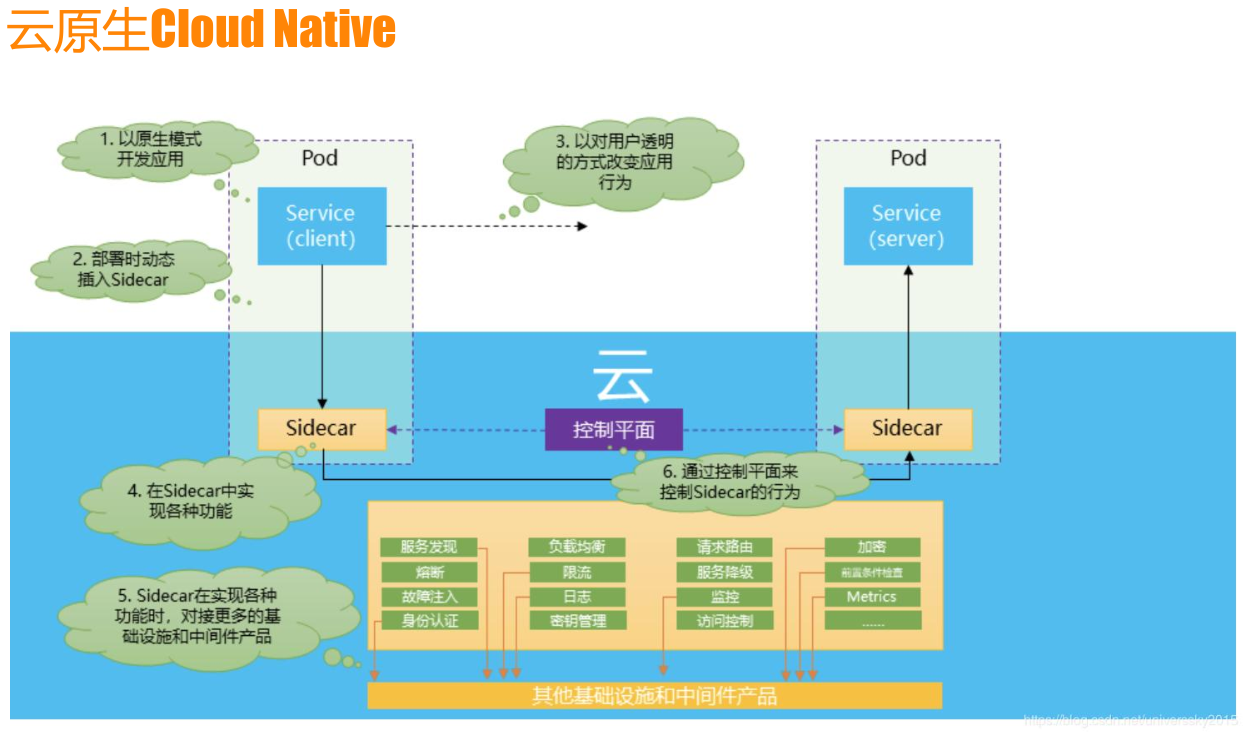 云原生Cloud Native
1. 以原生模式
开发应用
Pod
3. 以对用户透明
的方式改变应用
行为
Pod
Service
(client)
Service
(server)
2. 部署时动态
插入Sidecar
云
Sidecar
控制平面
Sidecar
4. 在Sidecar中实
现各种功能
6. 通过控制平面来
控制Sidecar的行为
服务发现
负载均衡
请求路由
加密
熔断
限流
服务降级
前置条件检查
故障注入
日志
监控
Metrics
身份认证
密钥管理
访问控制
......
5. Sidecar在实现各种
功能时，对接更多的基
础设施和中间件产品
其他基础设施和中间件产品
https://blog.csdn.net/universsky2015